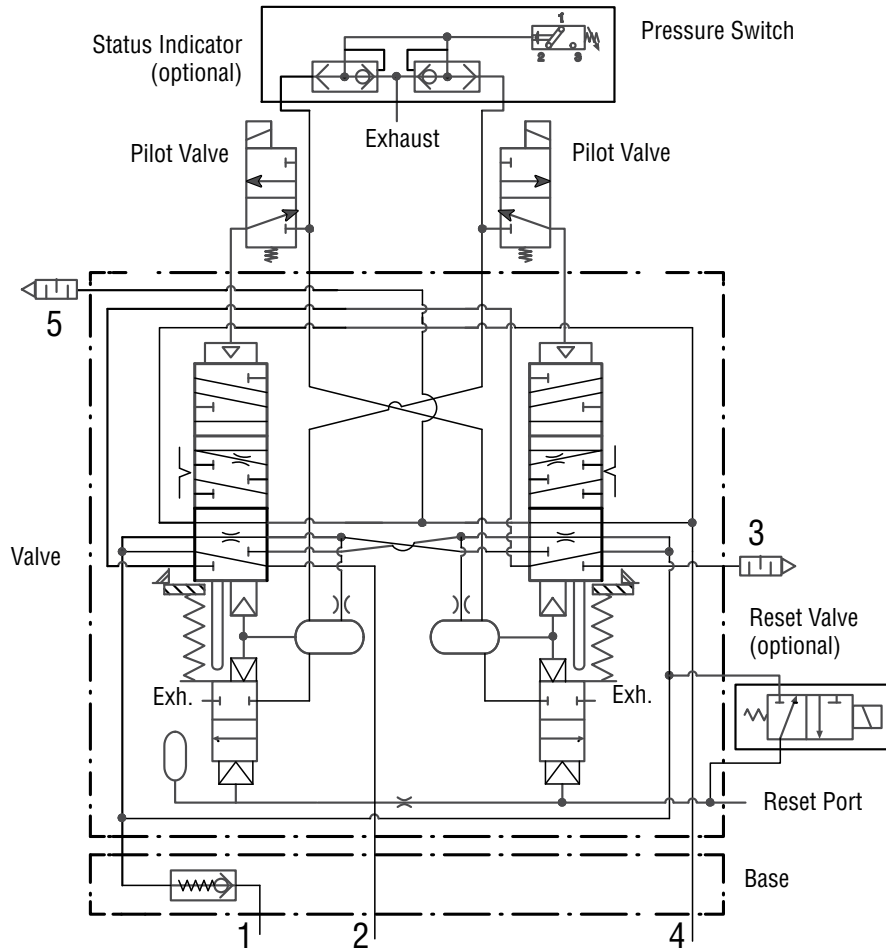 Status Indicator
(optional)
Pressure Switch
1
2
3
Exhaust
Pilot Valve
Pilot Valve
5
Valve
3
Reset Valve
(optional)
Exh.
Exh.
Reset Port
Base
1
2
4